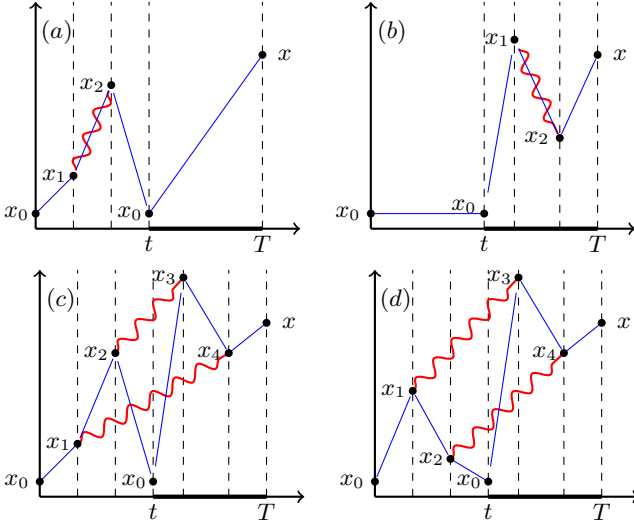 (a)
x₂
x
x₁
x₀
x₀
t
T
(b)
x₁
x
x₂
x₀
x₀
t
T
(c)
x₃
x
x₂
x₄
x₁
x₀
x₀
t
T
(d)
x₃
x
x₄
x₁
x₂
x₀
x₀
t
T